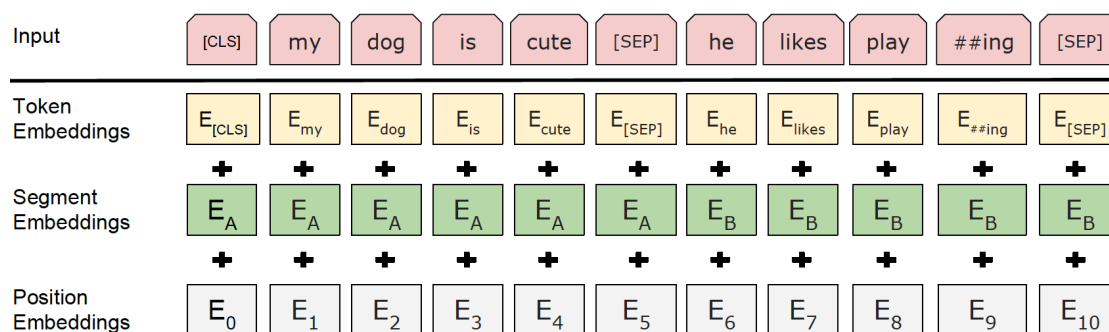 Input [CLS] my dog is cute [SEP] he likes play ##ing [SEP]
Token Embeddings E[CLS] Emy Edog Eis Ecute E[SEP] Ehe Elikes Eplay E##ing E[SEP]
+ + + + + + + + + + +
Segment Embeddings EA EA EA EA EA EA EB EB EB EB EB
+ + + + + + + + + + +
Position Embeddings E0 E1 E2 E3 E4 E5 E6 E7 E8 E9 E10